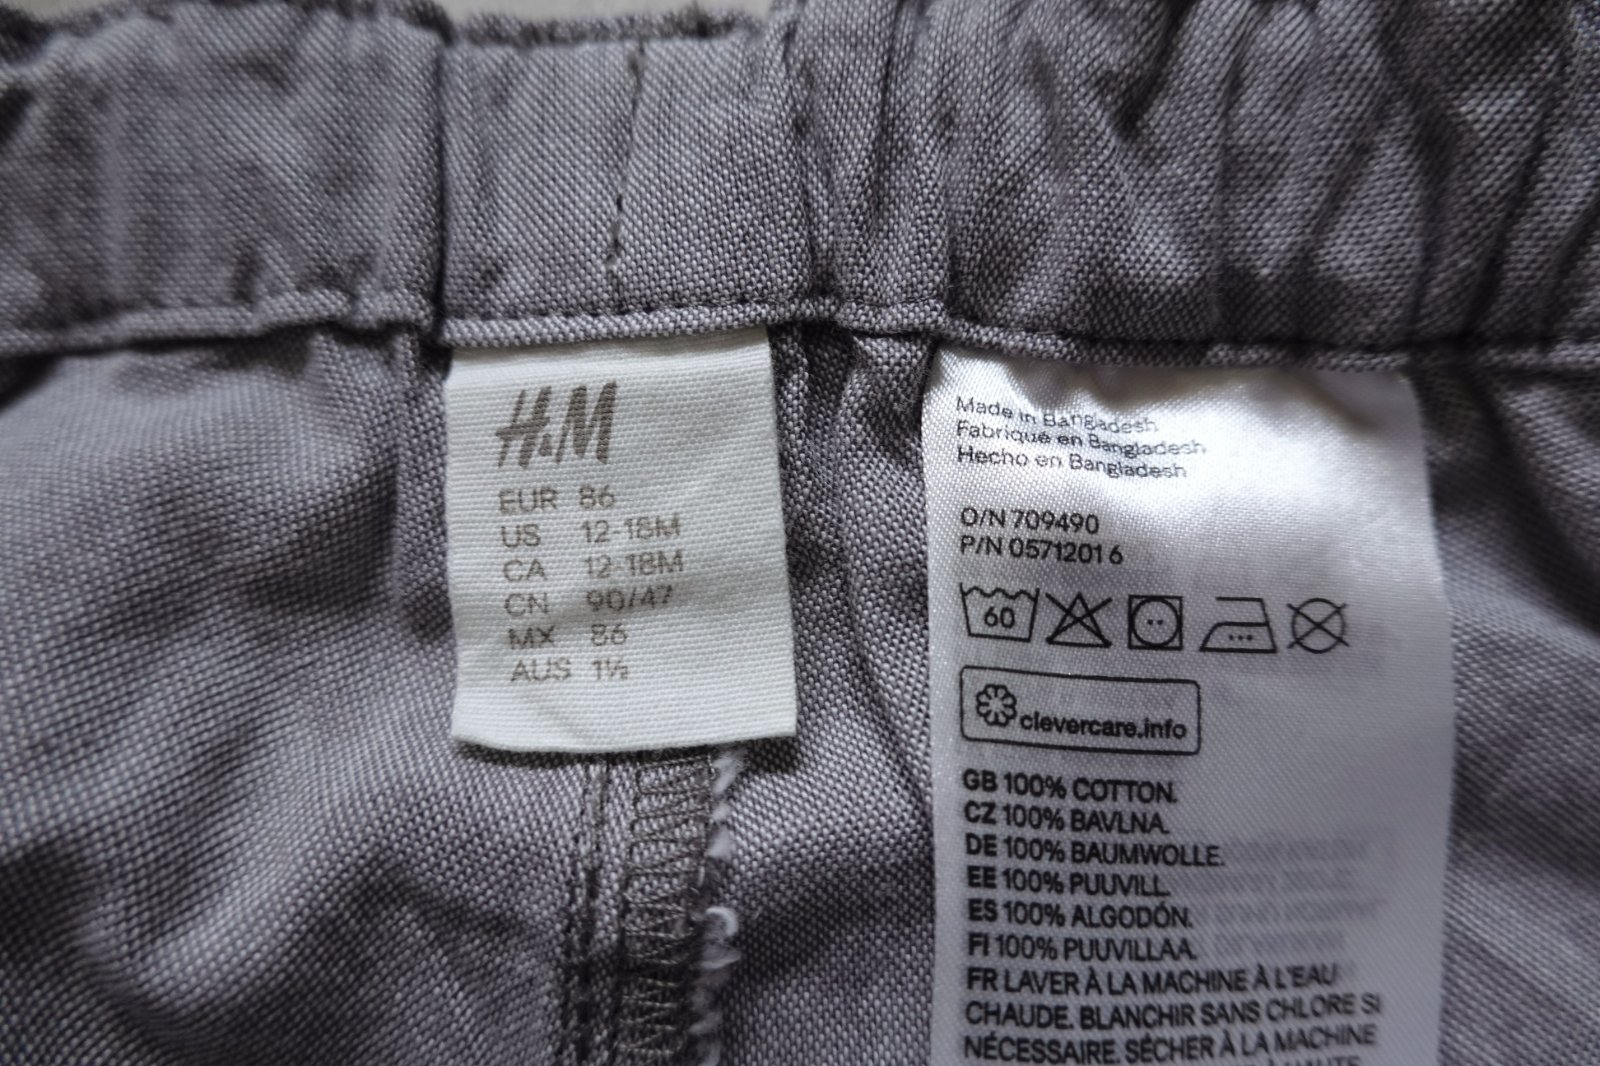 H&M
EUR 86
US 12-18M
CA 12-18M
CN 90/47
MX 86
AUS 1½
Made in Bangladesh
Fabriqué en Bangladesh
Hecho en Bangladesh
O/N 709490
P/N 05712016
60
clevercare.info
GB 100% COTTON.
CZ 100% BAVLNA.
DE 100% BAUMWOLLE.
EE 100% PUUVILL.
ES 100% ALGODÓN.
FI 100% PUUVILLAA.
FR LAVER À LA MACHINE À L'EAU
CHAUDE. BLANCHIR SANS CHLORE SI
NÉCESSAIRE. SÉCHER À LA MACHINE